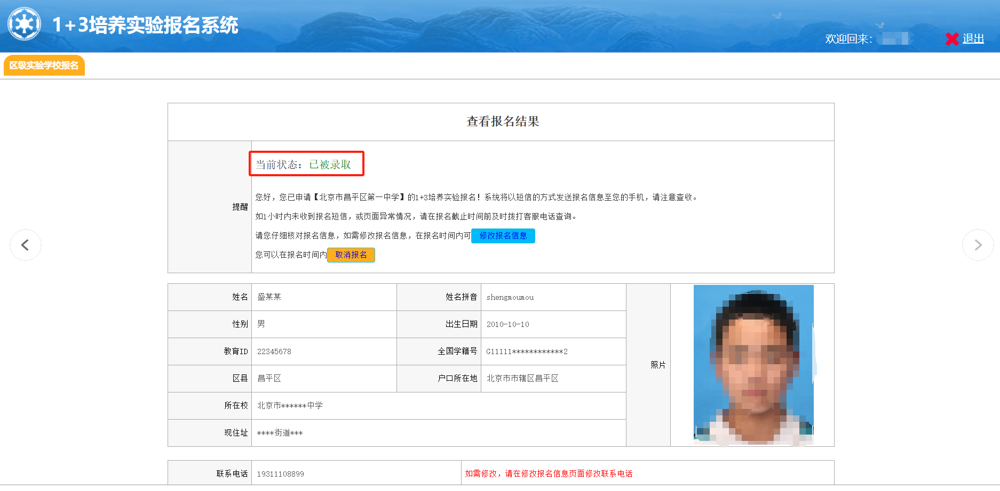 1+3培养实验报名系统
欢迎回来：
退出
区级实验学校报名
查看报名结果
提醒
当前状态：已被录取
您好，您已申请【北京市昌平区第一中学】的1+3培养实验报名！系统将以短信的方式发送报名信息至您的手机，请注意查收。
如1小时内未收到报名短信，或页面异常情况，请在报名截止时间前及时拨打客服电话查询。
请您仔细核对报名信息，如需修改报名信息，在报名时间内可 修改报名信息
您可以在报名时间内 取消报名
姓名 盛某某 姓名拼音 shengmoumou
性别 男 出生日期 2010-10-10
教育ID 22345678 全国学籍号 G11111************2
照片
区县 昌平区 户口所在地 北京市市辖区昌平区
所在校 北京市******中学
现住址 ****街道***
联系电话 19311108899 如需修改，请在修改报名信息页面修改联系电话